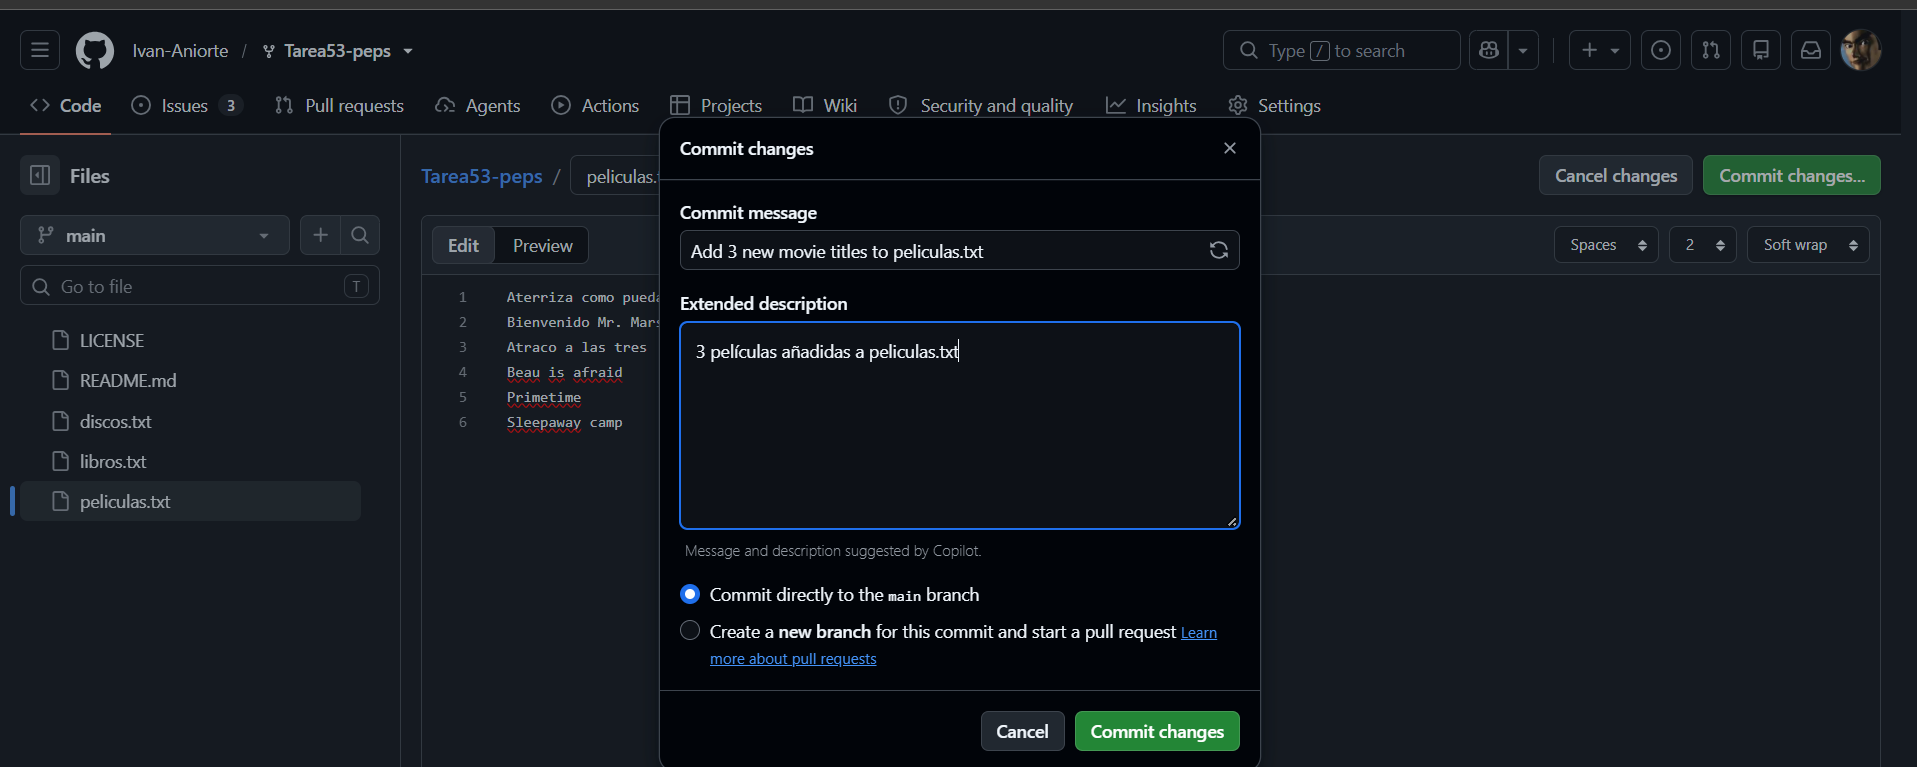 Ivan-Aniorte / Tarea53-peps
Type / to search
Code Issues 3 Pull requests Agents Actions Projects Wiki Security and quality Insights Settings
Files
main
Go to file T
LICENSE
README.md
discos.txt
libros.txt
peliculas.txt
Tarea53-peps / peliculas.
Cancel changes Commit changes...
Edit Preview
Spaces 2 Soft wrap
1 Aterriza como pueda
2 Bienvenido Mr. Mars
3 Atraco a las tres
4 Beau is afraid
5 Primetime
6 Sleepaway camp
Commit changes
Commit message
Add 3 new movie titles to peliculas.txt
Extended description
3 películas añadidas a peliculas.txt
Message and description suggested by Copilot.
Commit directly to the main branch
Create a new branch for this commit and start a pull request Learn
more about pull requests
Cancel Commit changes